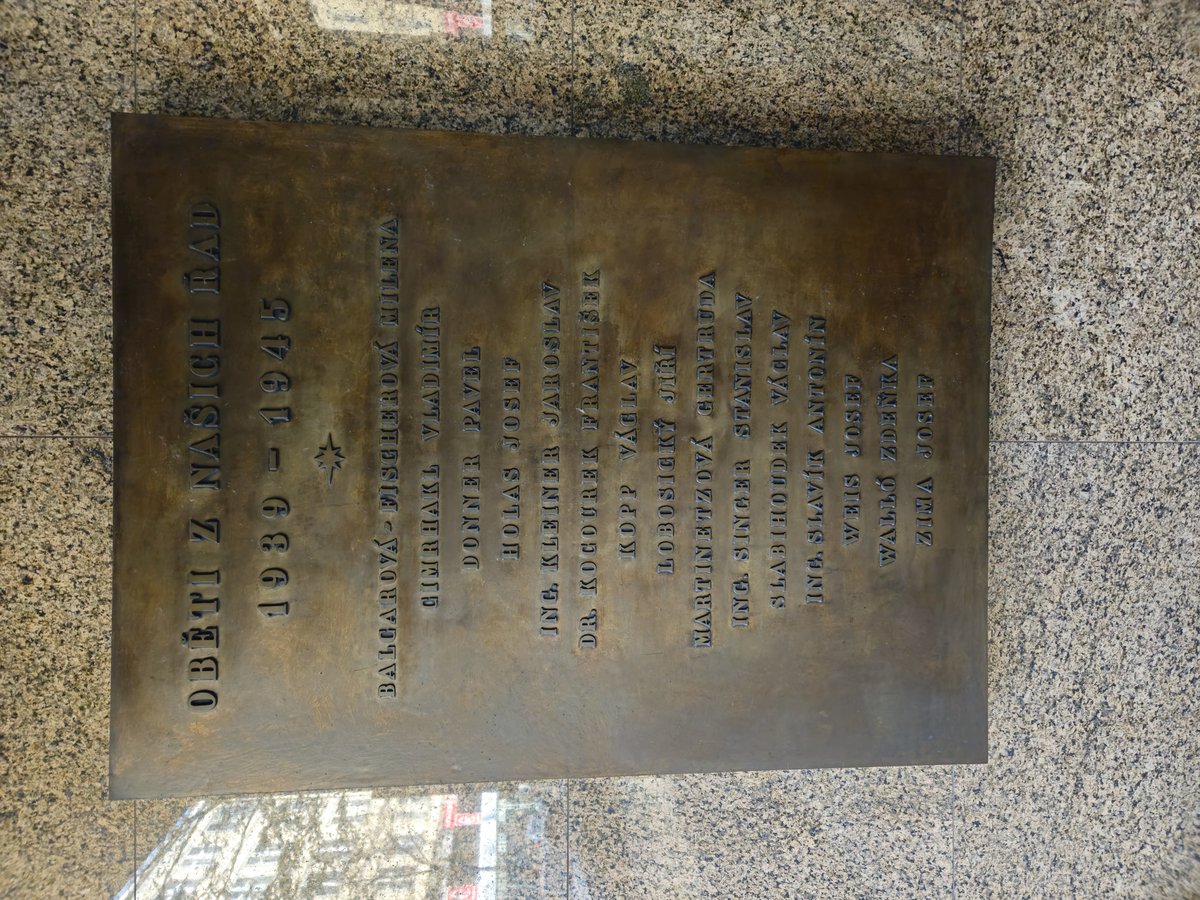 OBĚTI Z NAŠICH ŘAD
1939 – 1945
BALGAROVÁ-FISCHEROVÁ MILENA
CIMRHAKL VLADIMÍR
DONNER PAVEL
HOLAS JOSEF
ING. KLEINER JAROSLAV
DR. KOGOUREK FRANTIŠEK
KOPP VÁCLAV
LOBOSICKÝ JIŘÍ
MARTINETZOVÁ GERTRUDA
ING. SINGER STANISLAV
SLABIHOUDEK VÁCLAV
ING. SLAVÍK ANTONÍN
WEIS JOSEF
WALLÓ ZDEŇKA
ZIMA JOSEF